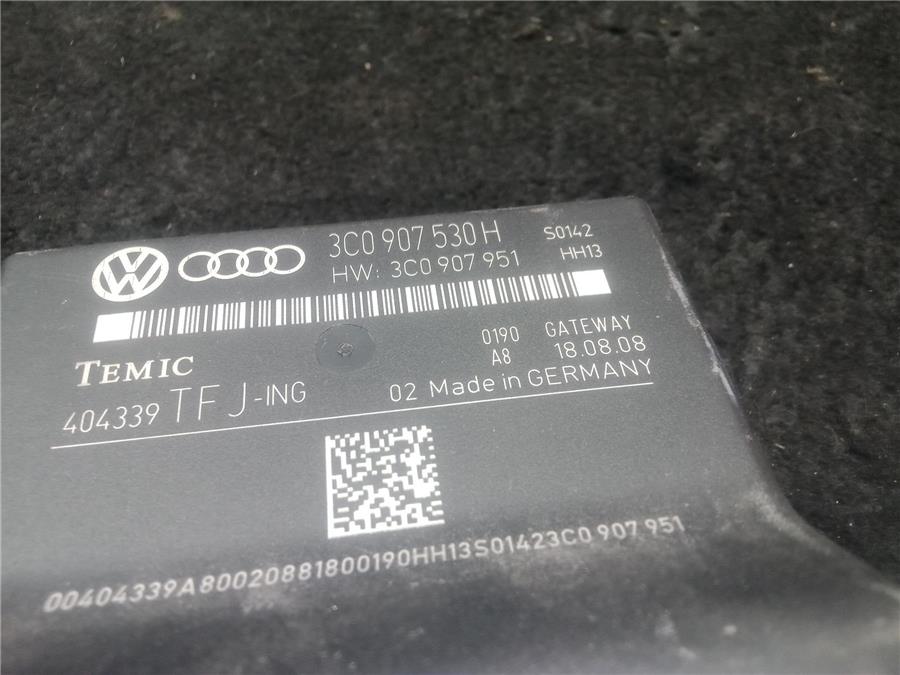 3C0 907 530 H S0142
HW: 3C0 907 951 HH13
0190 GATEWAY
TEMIC A8 18.08.08
404339 TFJ-ING 02 Made in GERMANY
00404339A80020881800190HH13S01423C0 907 951